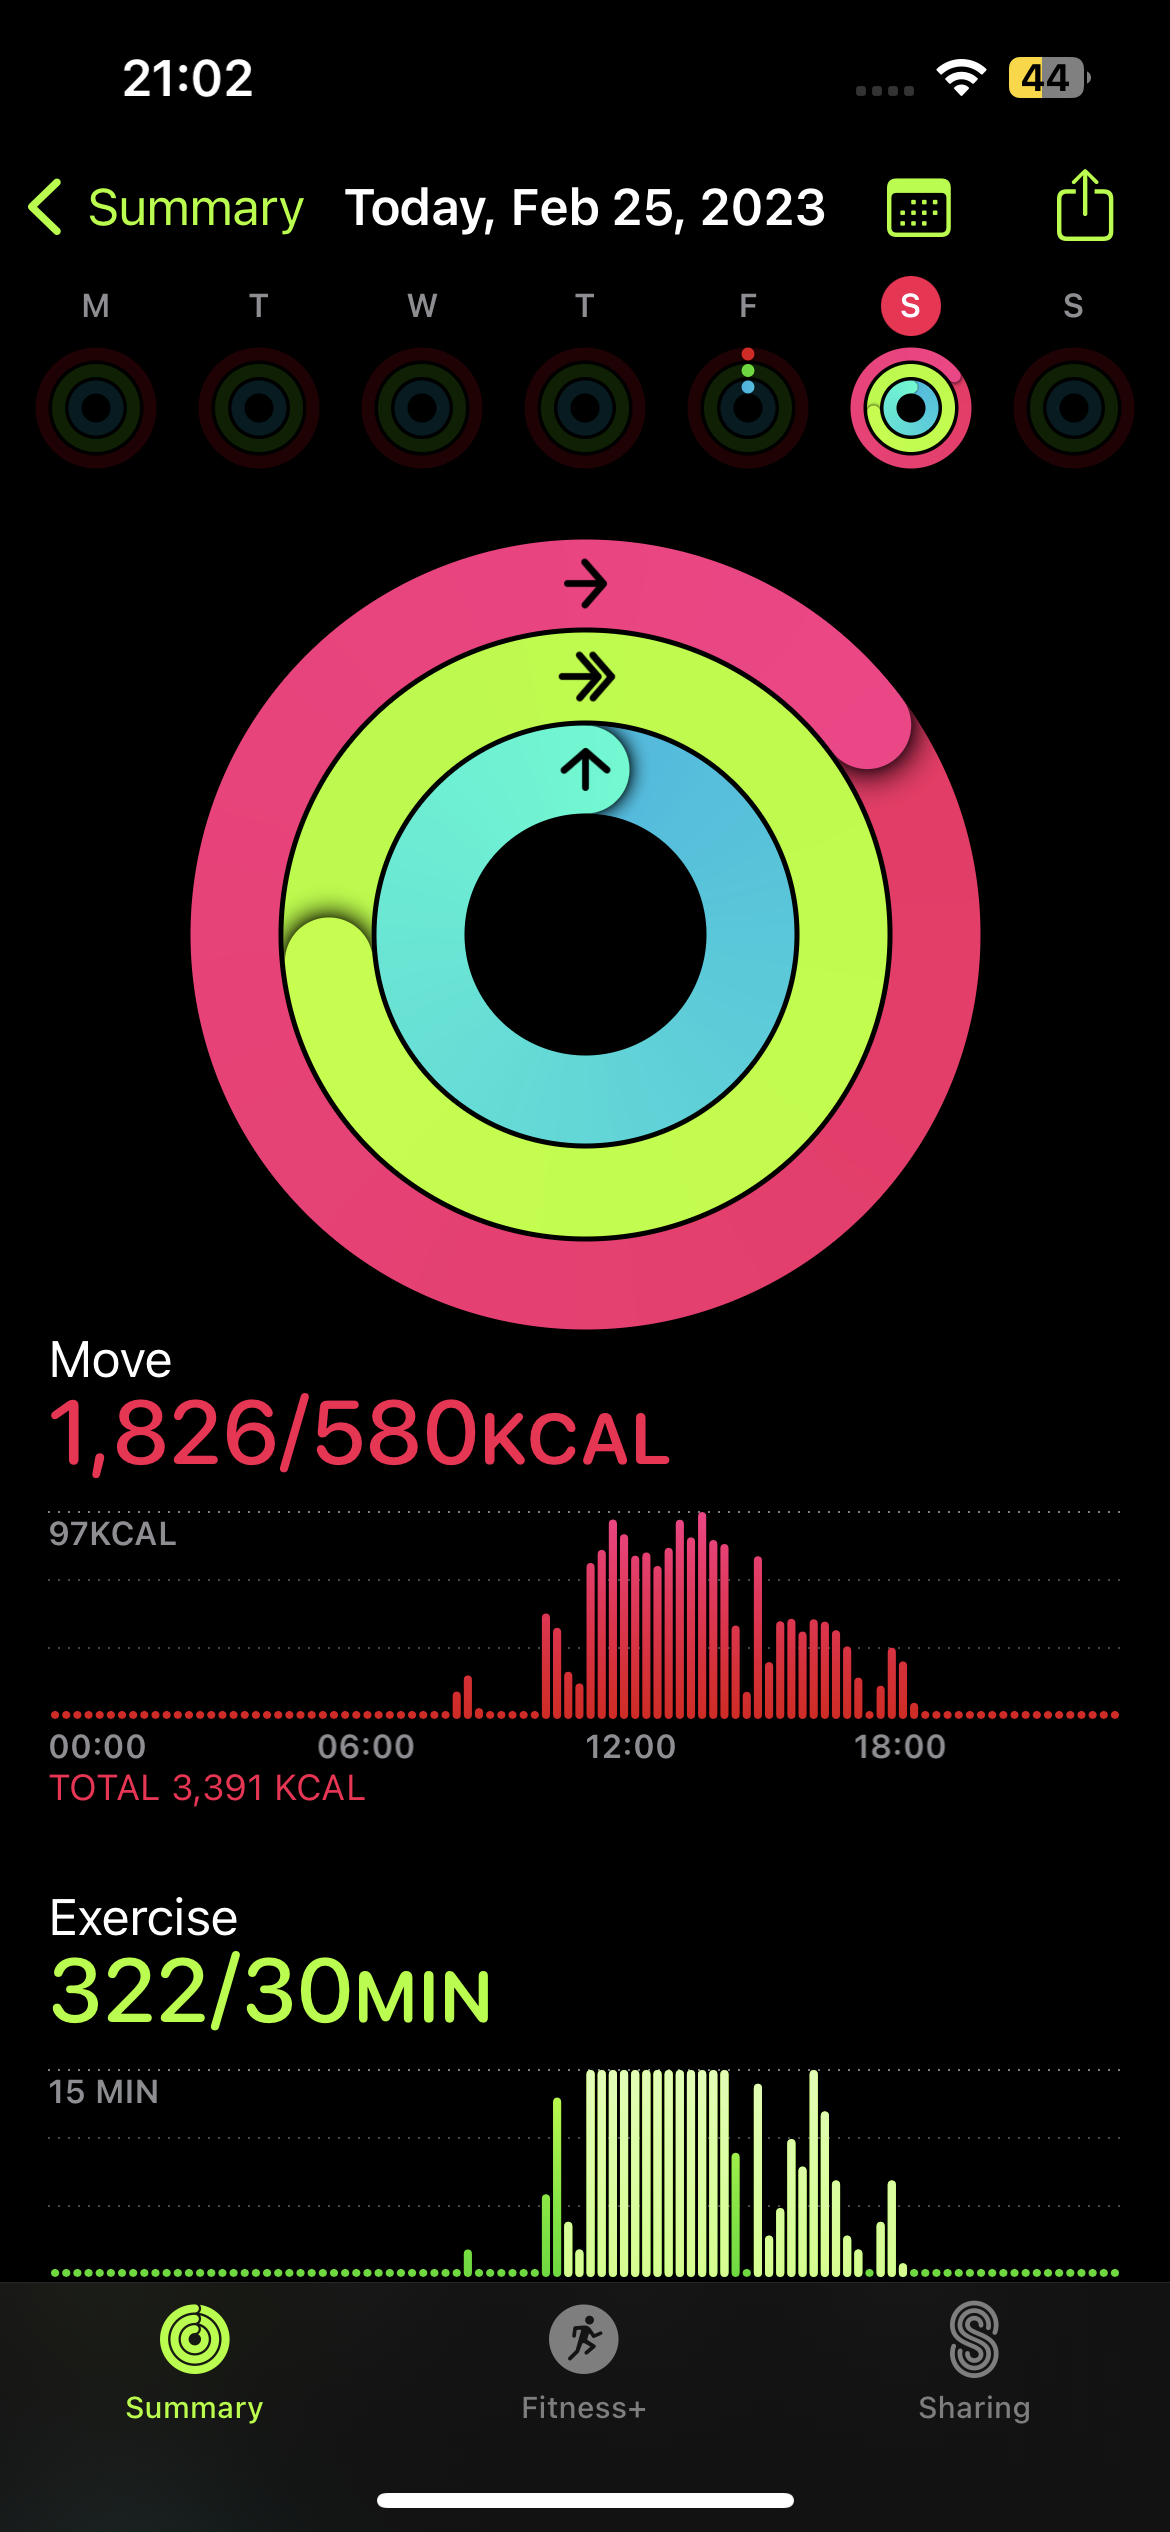 21:02
44
Summary Today, Feb 25, 2023
M T W T F S S
Move
1,826/580KCAL
97KCAL
00:00 06:00 12:00 18:00
TOTAL 3,391 KCAL
Exercise
322/30MIN
15 MIN
Summary Fitness+ Sharing